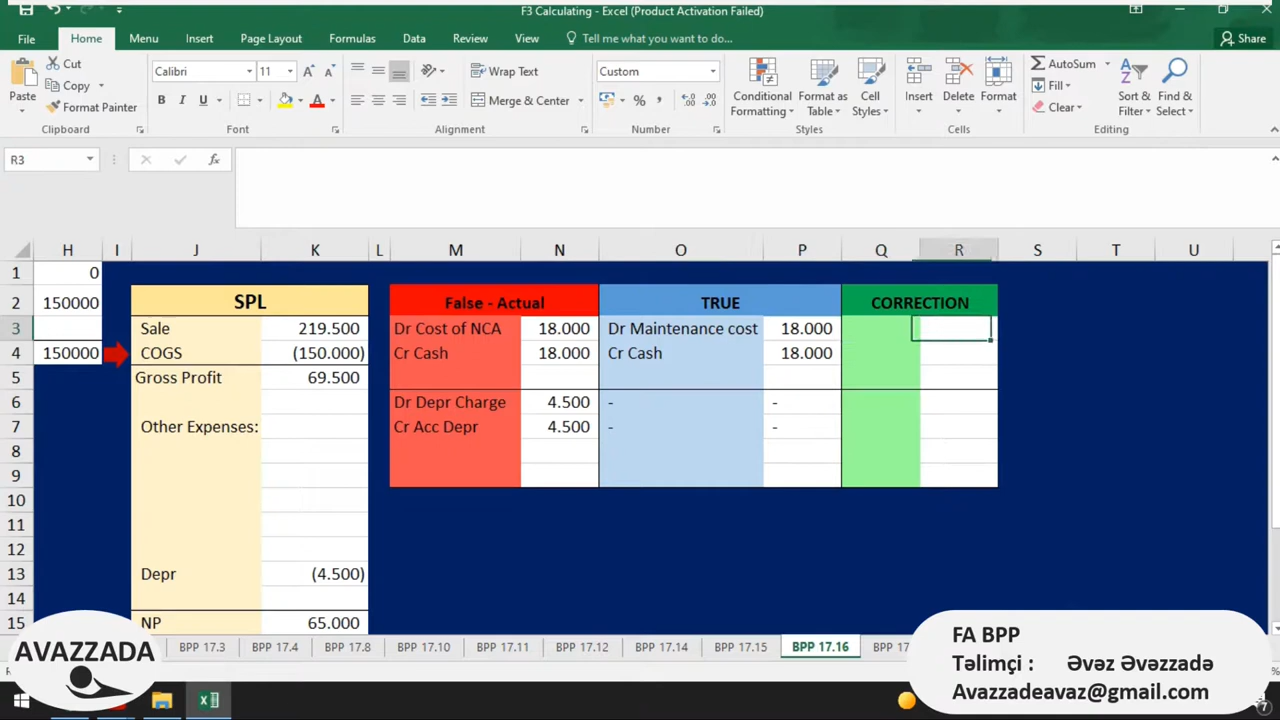 F3 Calculating - Excel (Product Activation Failed)
File Home Menu Insert Page Layout Formulas Data Review View Tell me what you want to do... Share
Cut
Copy
Format Painter
Paste
Clipboard
Calibri 11
B I U
Font
Wrap Text
Merge & Center
Alignment
Custom
% ,
Number
Conditional Formatting
Format as Table
Cell Styles
Styles
Insert
Delete
Format
Cells
AutoSum
Fill
Clear
Sort & Filter
Find & Select
Editing
R3 fx
H I J K L M N O P Q R S T U
1 0
2 150000 SPL False - Actual TRUE CORRECTION
3 Sale 219.500 Dr Cost of NCA 18.000 Dr Maintenance cost 18.000
4 150000 COGS (150.000) Cr Cash 18.000 Cr Cash 18.000
5 Gross Profit 69.500
6 Dr Depr Charge 4.500 - -
7 Other Expenses: Cr Acc Depr 4.500 - -
8
9
10
11
12
13 Depr (4.500)
14
15 NP 65.000
BPP 17.3 BPP 17.4 BPP 17.8 BPP 17.10 BPP 17.11 BPP 17.12 BPP 17.14 BPP 17.15 BPP 17.16 BPP 17
AVAZZADA
FA BPP
Təlimçi : Əvəz Əvəzzadə
Avazzadeavaz@gmail.com